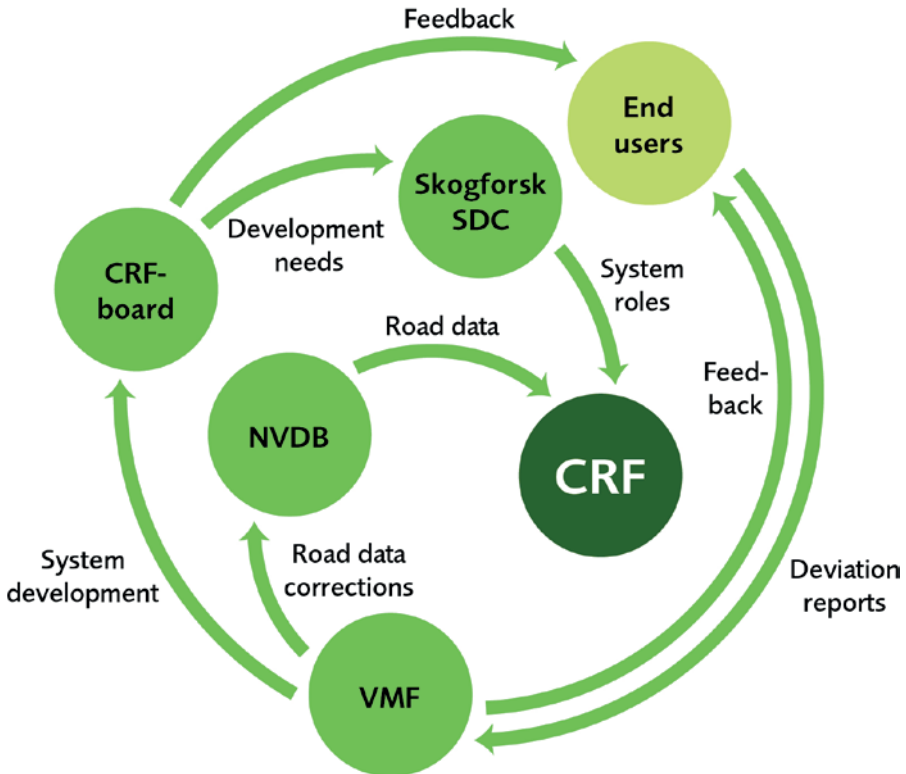 Feedback
End
users
Skogforsk
SDC
Development
needs
CRF-
board
System
roles
Road data
Feed-
back
NVDB
CRF
System
development
Road data
corrections
Deviation
reports
VMF